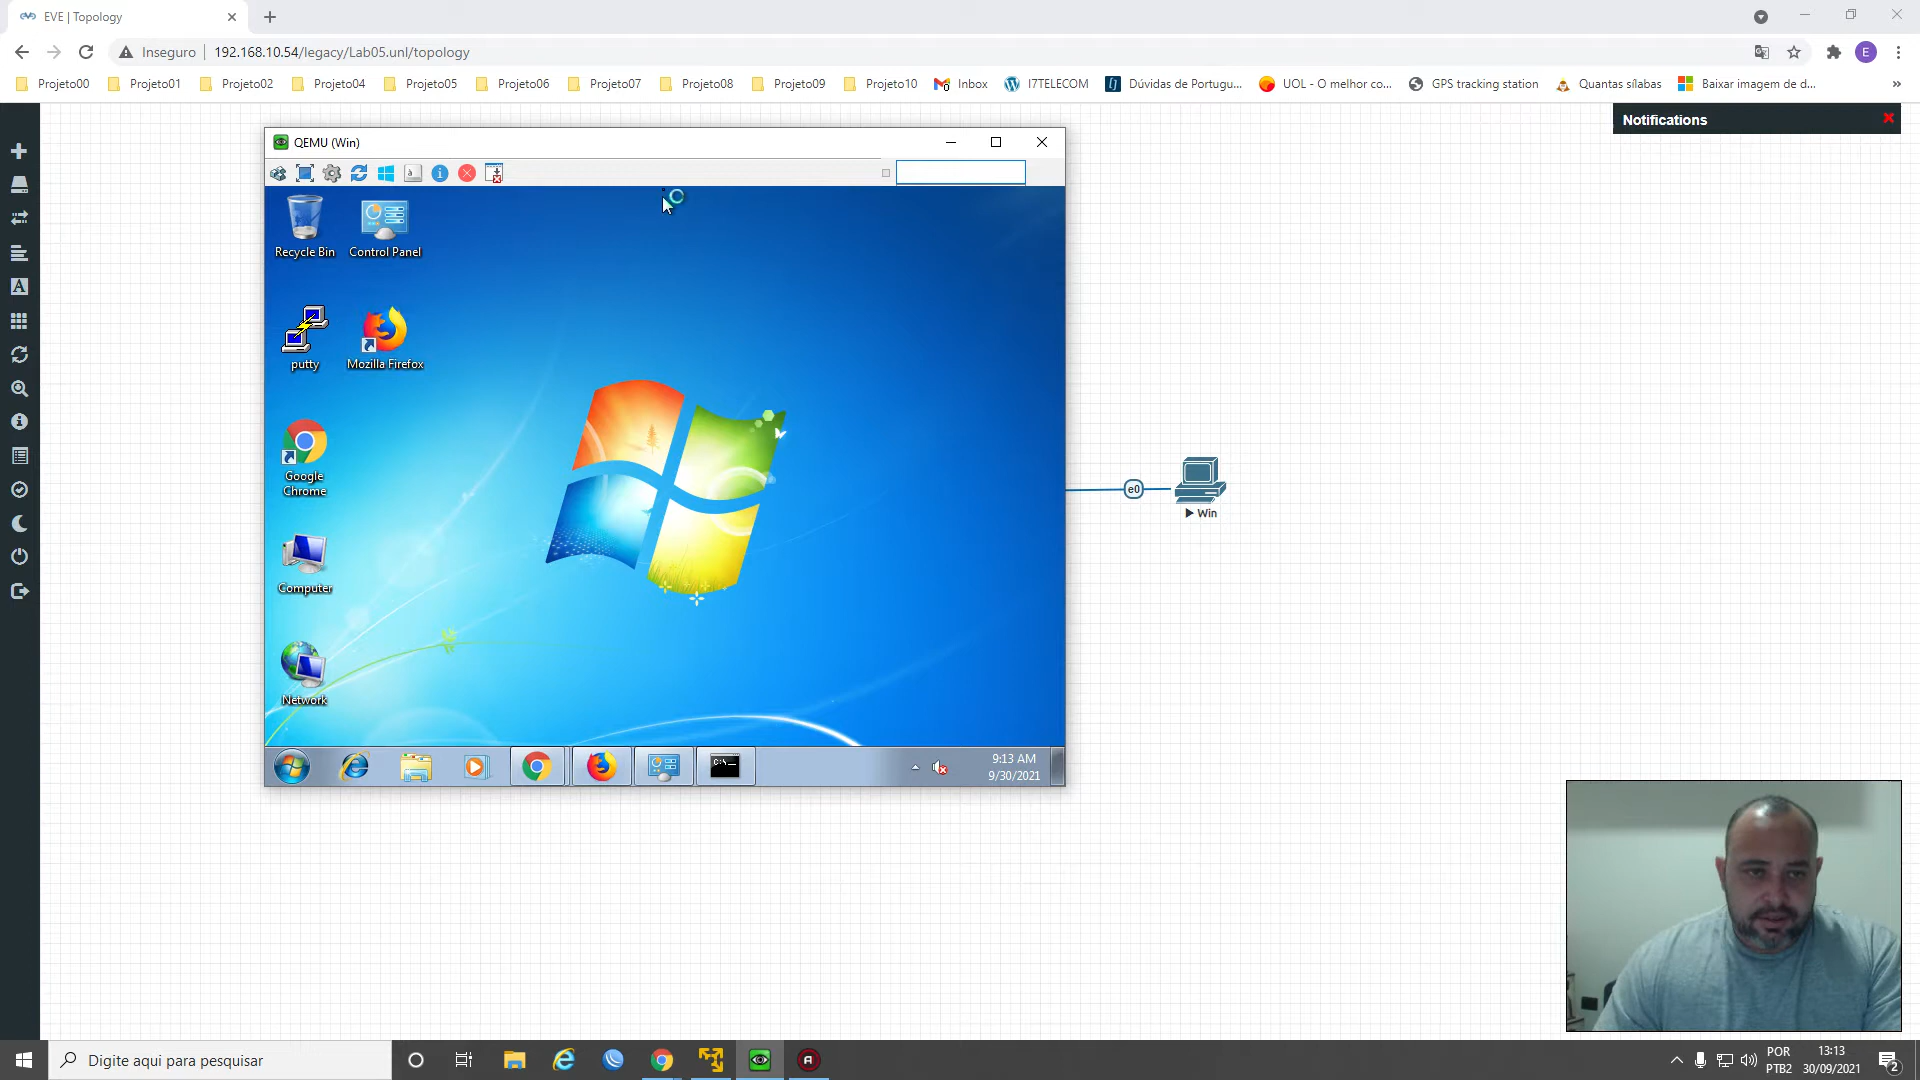 EVE | Topology
Inseguro
192.168.10.54/legacy/Lab05.unl/topology
E
Projeto00
Projeto01
Projeto02
Projeto04
Projeto05
Projeto06
Projeto07
Projeto08
Projeto09
Projeto10
Inbox
I7TELECOM
Dúvidas de Portugu...
UOL - O melhor co...
GPS tracking station
Quantas sílabas
Baixar imagem de d...
»
Notifications
QEMU (Win)
Recycle Bin
Control Panel
putty
Mozilla Firefox
Google
Chrome
Computer
Network
e0
Win
9:13 AM
9/30/2021
Digite aqui para pesquisar
POR
PTB2
13:13
30/09/2021
2